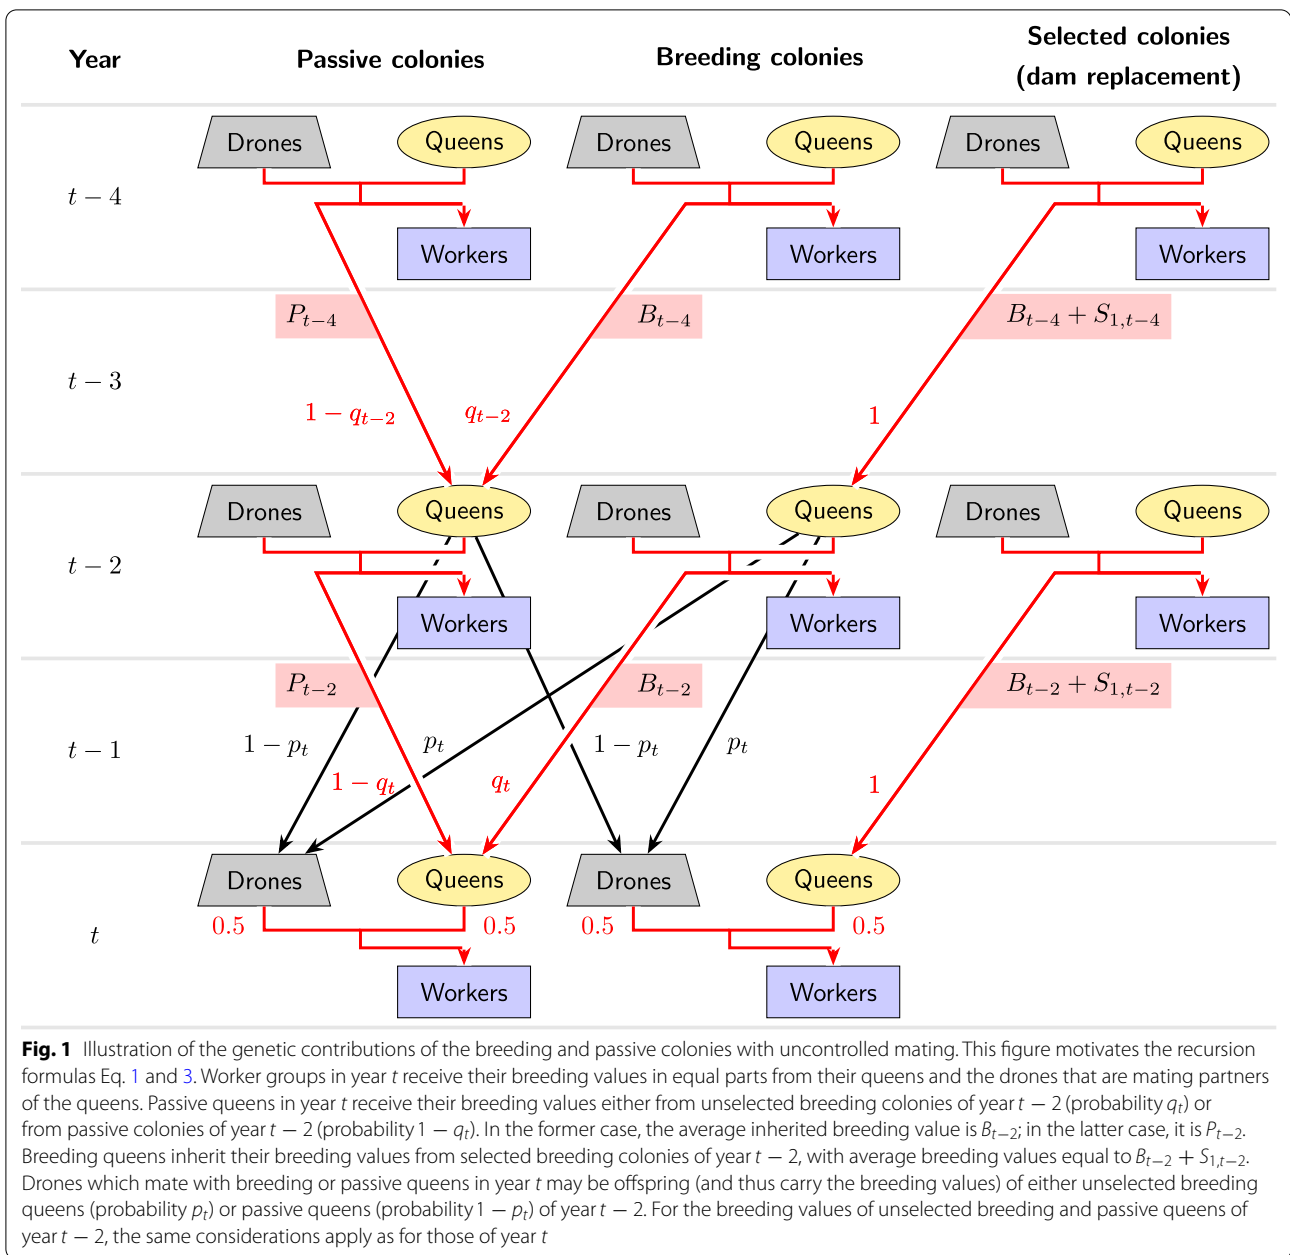 Year
Passive colonies
Breeding colonies
Selected colonies
(dam replacement)
Drones
Queens
Drones
Queens
Drones
Queens
t − 4
Workers
Workers
Workers
P_{t−4}
B_{t−4}
B_{t−4} + S_{1,t−4}
t − 3
1 − q_{t−2}
q_{t−2}
1
Drones
Queens
Drones
Queens
Drones
Queens
t − 2
Workers
Workers
Workers
P_{t−2}
B_{t−2}
B_{t−2} + S_{1,t−2}
t − 1
1 − p_t
p_t
1 − p_t
p_t
1 − q_t
q_t
1
Drones
Queens
Drones
Queens
0.5
0.5
0.5
0.5
t
Workers
Workers
Fig. 1 Illustration of the genetic contributions of the breeding and passive colonies with uncontrolled mating. This figure motivates the recursion
formulas Eq. 1 and 3. Worker groups in year t receive their breeding values in equal parts from their queens and the drones that are mating partners
of the queens. Passive queens in year t receive their breeding values either from unselected breeding colonies of year t − 2 (probability q_t) or
from passive colonies of year t − 2 (probability 1 − q_t). In the former case, the average inherited breeding value is B_{t−2}; in the latter case, it is P_{t−2}.
Breeding queens inherit their breeding values from selected breeding colonies of year t − 2, with average breeding values equal to B_{t−2} + S_{1,t−2}.
Drones which mate with breeding or passive queens in year t may be offspring (and thus carry the breeding values) of either unselected breeding
queens (probability p_t) or passive queens (probability 1 − p_t) of year t − 2. For the breeding values of unselected breeding and passive queens of
year t − 2, the same considerations apply as for those of year t